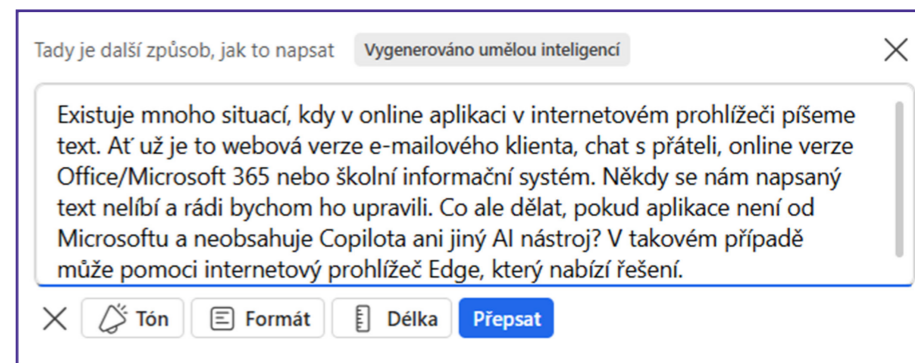 Tady je další způsob, jak to napsat Vygenerováno umělou inteligencí
Existuje mnoho situací, kdy v online aplikaci v internetovém prohlížeči píšeme
text. Ať už je to webová verze e-mailového klienta, chat s přáteli, online verze
Office/Microsoft 365 nebo školní informační systém. Někdy se nám napsaný
text nelíbí a rádi bychom ho upravili. Co ale dělat, pokud aplikace není od
Microsoftu a neobsahuje Copilota ani jiný AI nástroj? V takovém případě
může pomoci internetový prohlížeč Edge, který nabízí řešení.
Tón Formát Délka Přepsat